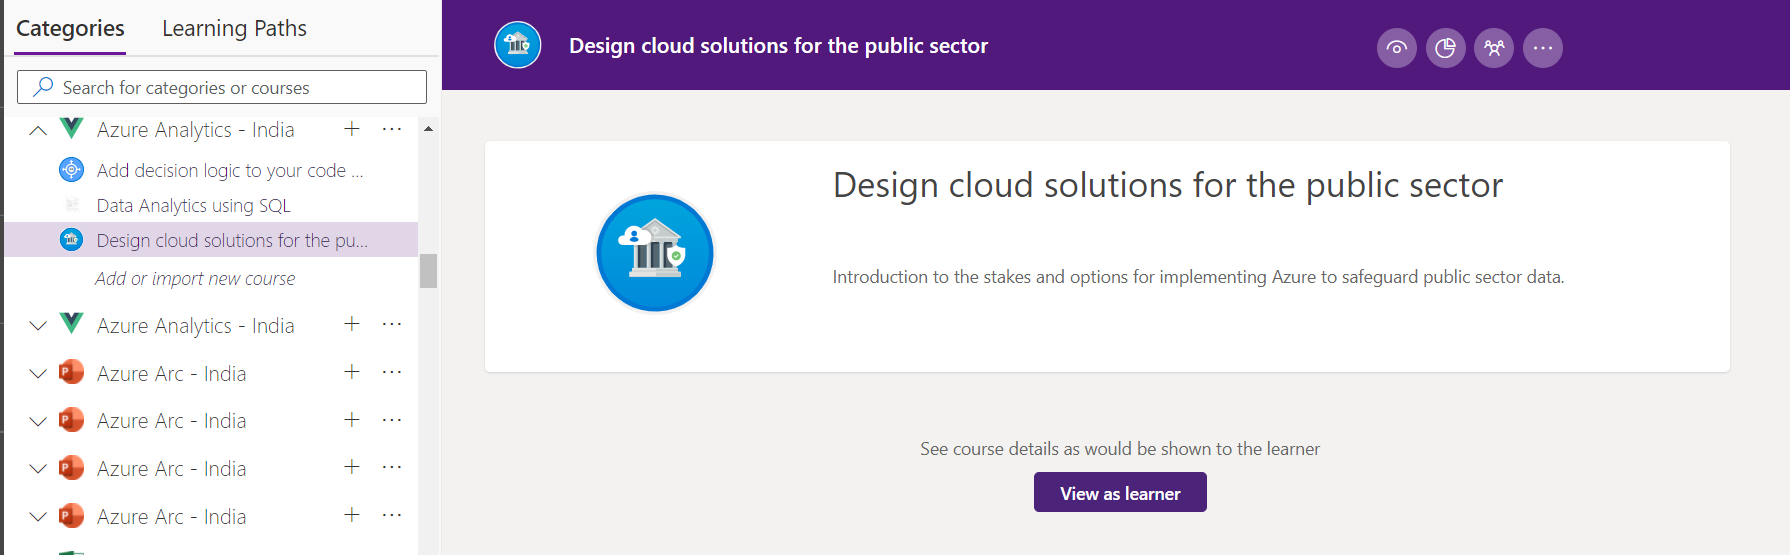 Categories
Learning Paths
Search for categories or courses
Azure Analytics - India
Add decision logic to your code ...
Data Analytics using SQL
Design cloud solutions for the pu...
Add or import new course
Azure Analytics - India
Azure Arc - India
Azure Arc - India
Azure Arc - India
Azure Arc - India
Design cloud solutions for the public sector
Design cloud solutions for the public sector
Introduction to the stakes and options for implementing Azure to safeguard public sector data.
See course details as would be shown to the learner
View as learner